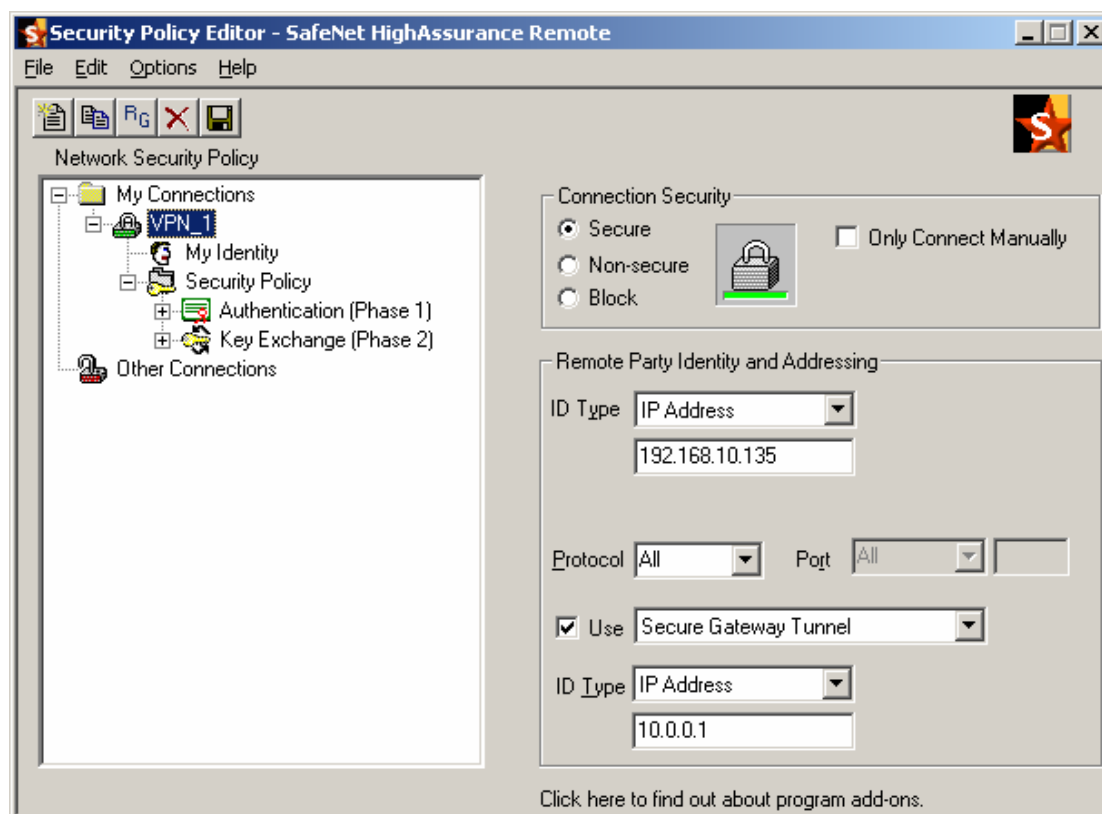 Security Policy Editor - SafeNet HighAssurance Remote
File Edit Options Help
RG
S
Network Security Policy
My Connections
VPN_1
My Identity
Security Policy
Authentication (Phase 1)
Key Exchange (Phase 2)
Other Connections
Connection Security
Secure
Non-secure
Block
Only Connect Manually
Remote Party Identity and Addressing
ID Type IP Address
192.168.10.135
Protocol All Port All
Use Secure Gateway Tunnel
ID Type IP Address
10.0.0.1
Click here to find out about program add-ons.